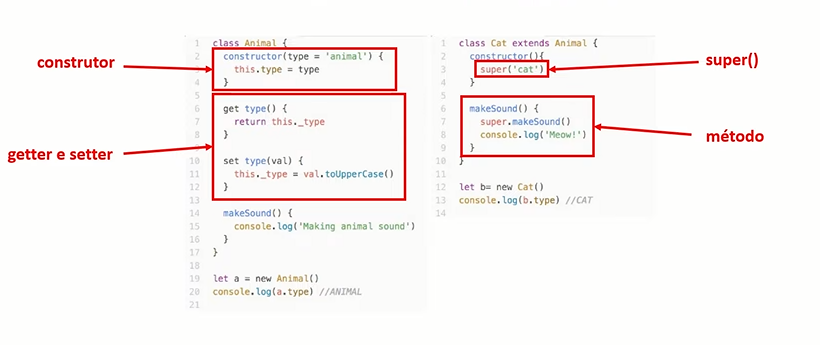 construtor
getter e setter
1 class Animal {
2 constructor(type = 'animal') {
3 this.type = type
4 }
5
6 get type() {
7 return this._type
8 }
9
10 set type(val) {
11 this._type = val.toUpperCase()
12 }
13
14 makeSound() {
15 console.log('Making animal sound')
16 }
17 }
18
19 let a = new Animal()
20 console.log(a.type) //ANIMAL
21
1 class Cat extends Animal {
2 constructor(){
3 super('cat')
4 }
5
6 makeSound() {
7 super.makeSound()
8 console.log('Meow!')
9 }
10 }
11
12 let b= new Cat()
13 console.log(b.type) //CAT
14
super()
método